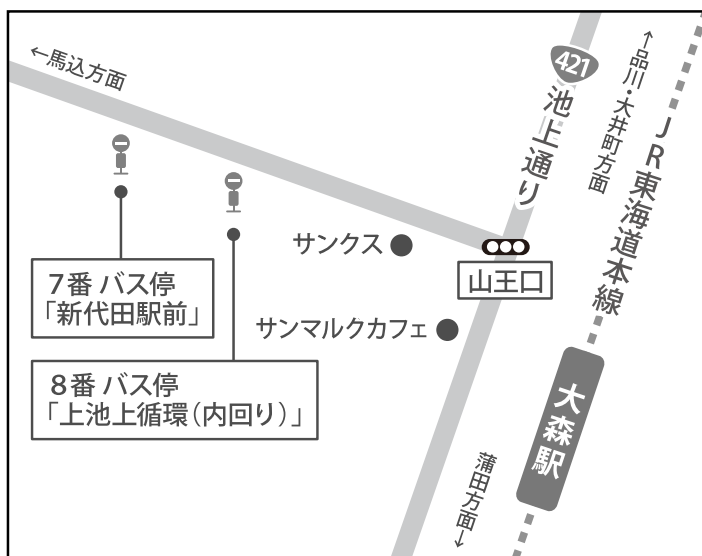 ←馬込方面
421
池上通り
↑品川・大井町方面
JR東海道本線
サンクス
山王口
7番 バス停
「新代田駅前」
サンマルクカフェ
8番 バス停
「上池上循環(内回り)」
大森駅
蒲田方面↓